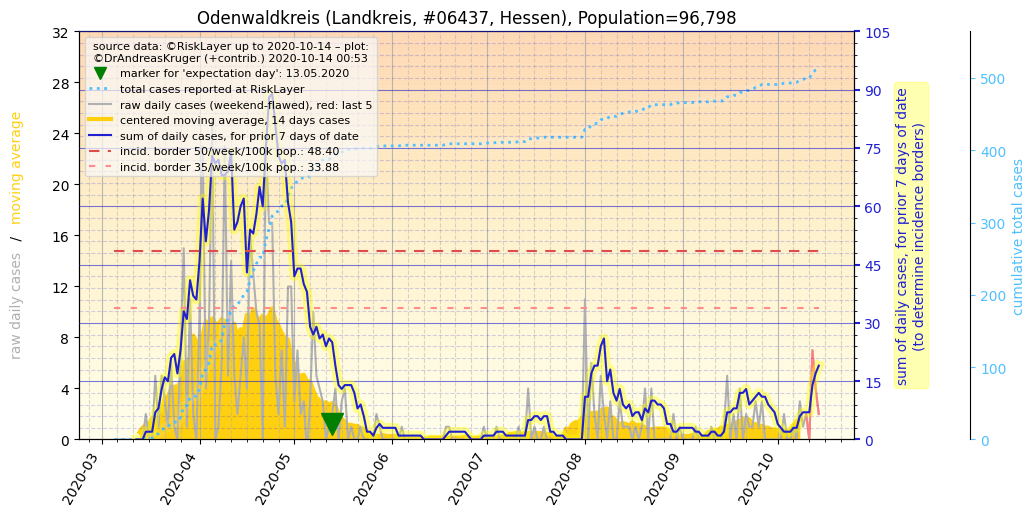 Odenwaldkreis (Landkreis, #06437, Hessen), Population=96,798
source data: ©RiskLayer up to 2020-10-14 – plot:
©DrAndreasKruger (+contrib.) 2020-10-14 00:53
marker for 'expectation day': 13.05.2020
total cases reported at RiskLayer
raw daily cases (weekend-flawed), red: last 5
centered moving average, 14 days cases
sum of daily cases, for prior 7 days of date
incid. border 50/week/100k pop.: 48.40
incid. border 35/week/100k pop.: 33.88
raw daily cases / moving average
32
28
24
20
16
12
8
4
0
2020-03
2020-04
2020-05
2020-06
2020-07
2020-08
2020-09
2020-10
105
90
75
60
45
30
15
0
sum of daily cases, for prior 7 days of date
(to determine incidence borders)
500
400
300
200
100
0
cumulative total cases